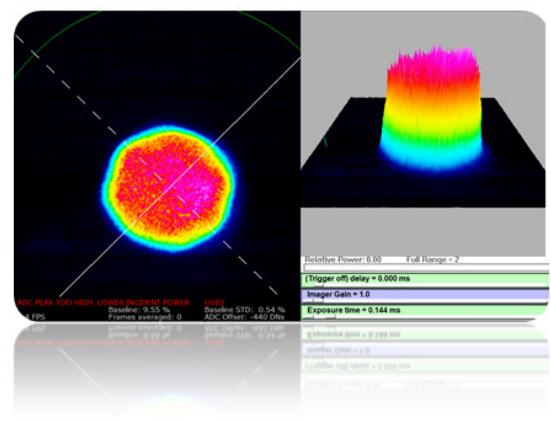 ADC PEAK TOO HIGH. LOWER INCIDENT POWER. USB2
Baseline: 9.55 % Baseline STD: 0.54 %
FPS Frames averaged: 0 ADC Offset: -440 DNs
Relative Power: 0.00 Full Range = 2
(Trigger off) delay = 0.000 ms
Imager Gain = 1.0
Exposure time = 0.144 ms